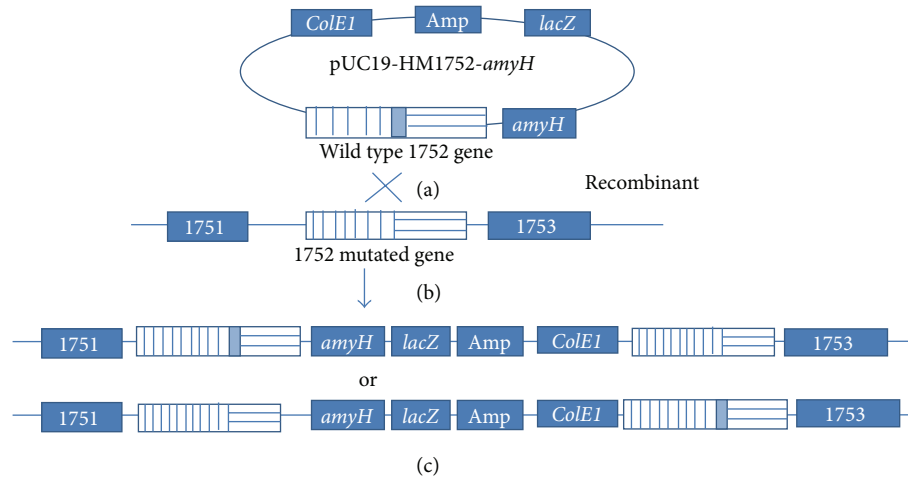 ColE1 Amp lacZ
pUC19-HM1752-amyH
amyH
Wild type 1752 gene
(a)
Recombinant
1751 1753
1752 mutated gene
(b)
1751 amyH lacZ Amp ColE1 1753
or
1751 amyH lacZ Amp ColE1 1753
(c)